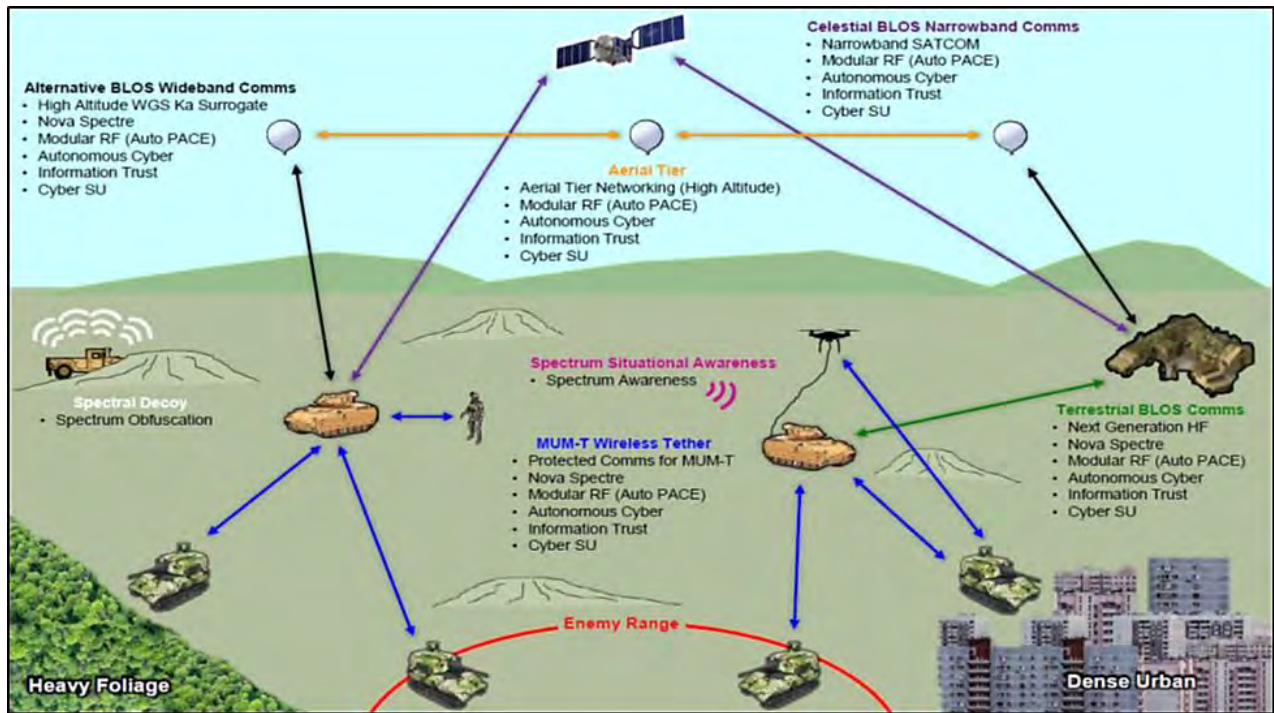 Celestial BLOS Narrowband Comms
• Narrowband SATCOM
• Modular RF (Auto PACE)
• Autonomous Cyber
• Information Trust
• Cyber SU
Alternative BLOS Wideband Comms
• High Altitude WGS Ka Surrogate
• Nova Spectre
• Modular RF (Auto PACE)
• Autonomous Cyber
• Information Trust
• Cyber SU
Aerial Tier
• Aerial Tier Networking (High Altitude)
• Modular RF (Auto PACE)
• Autonomous Cyber
• Information Trust
• Cyber SU
Spectral Decoy
• Spectrum Obfuscation
Spectrum Situational Awareness
• Spectrum Awareness
MUM-T Wireless Tether
• Protected Comms for MUM-T
• Nova Spectre
• Modular RF (Auto PACE)
• Autonomous Cyber
• Information Trust
• Cyber SU
Terrestrial BLOS Comms
• Next Generation HF
• Nova Spectre
• Modular RF (Auto PACE)
• Autonomous Cyber
• Information Trust
• Cyber SU
Enemy Range
Heavy Foliage
Dense Urban